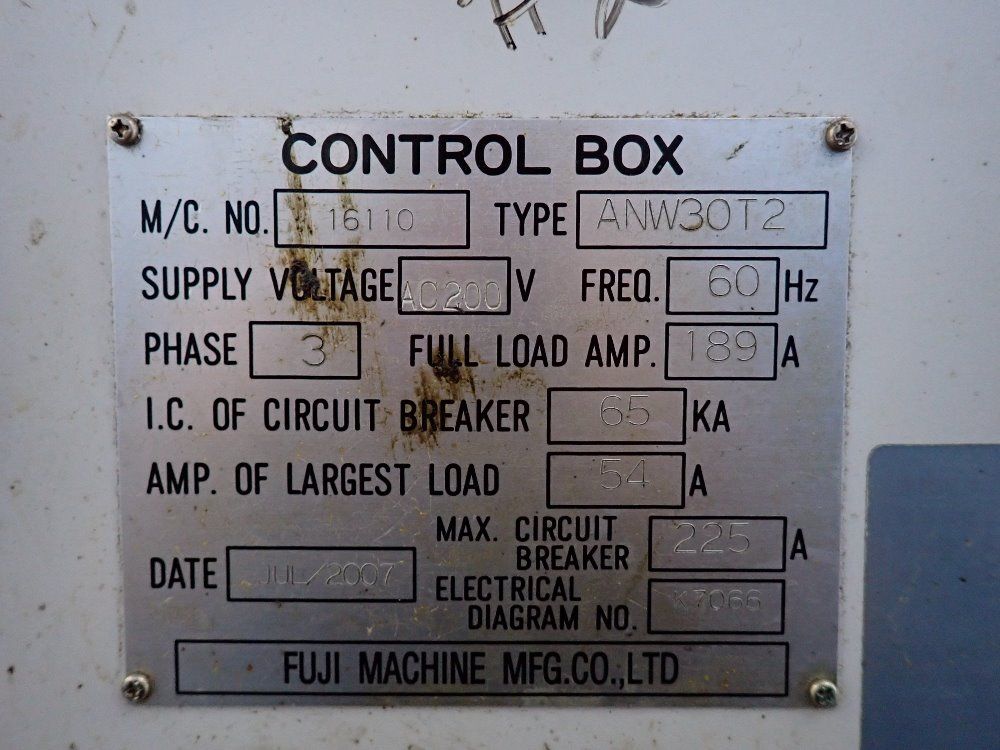 CONTROL BOX
M/C. NO. 16110 TYPE ANW30T2
SUPPLY VOLTAGE AC200 V FREQ. 60 Hz
PHASE 3 FULL LOAD AMP. 189 A
I.C. OF CIRCUIT BREAKER 65 KA
AMP. OF LARGEST LOAD 54 A
MAX. CIRCUIT BREAKER 225 A
DATE JUL/2007
ELECTRICAL DIAGRAM NO. K7066
FUJI MACHINE MFG.CO.,LTD